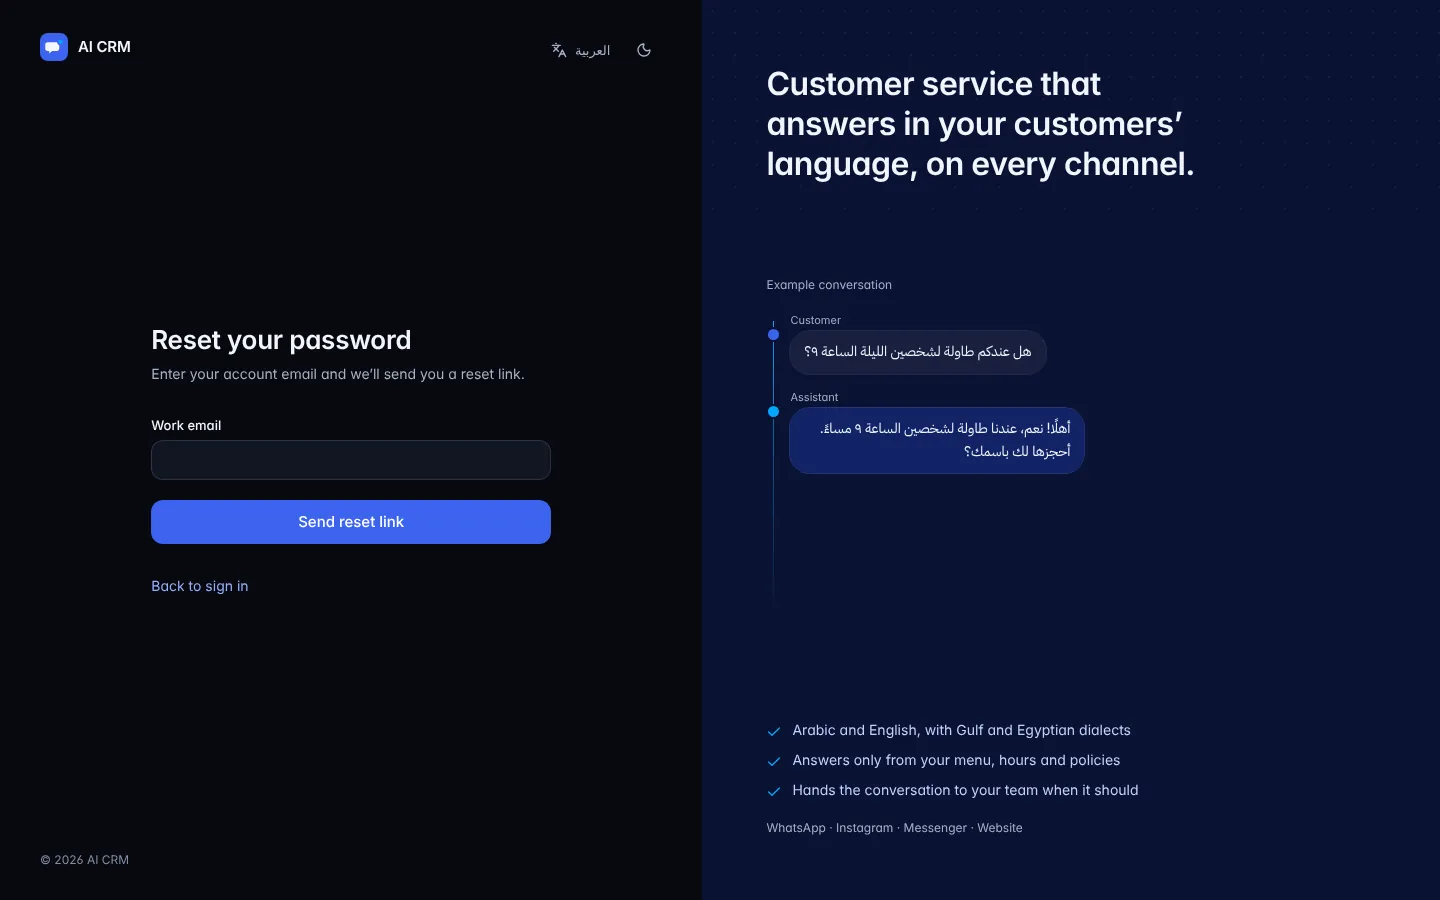 AI CRM
العربية
Reset your password
Enter your account email and we’ll send you a reset link.
Work email
Send reset link
Back to sign in
© 2026 AI CRM
Customer service that
answers in your customers’
language, on every channel.
Example conversation
Customer
هل عندكم طاولة لشخصين الليلة الساعة ٩؟
Assistant
أهلًا! نعم، عندنا طاولة لشخصين الساعة ٩ مساءً.
أحجزها لك باسمك؟
Arabic and English, with Gulf and Egyptian dialects
Answers only from your menu, hours and policies
Hands the conversation to your team when it should
WhatsApp · Instagram · Messenger · Website